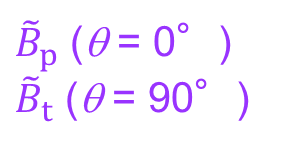 B̃p (θ = 0° )
B̃t (θ = 90° )